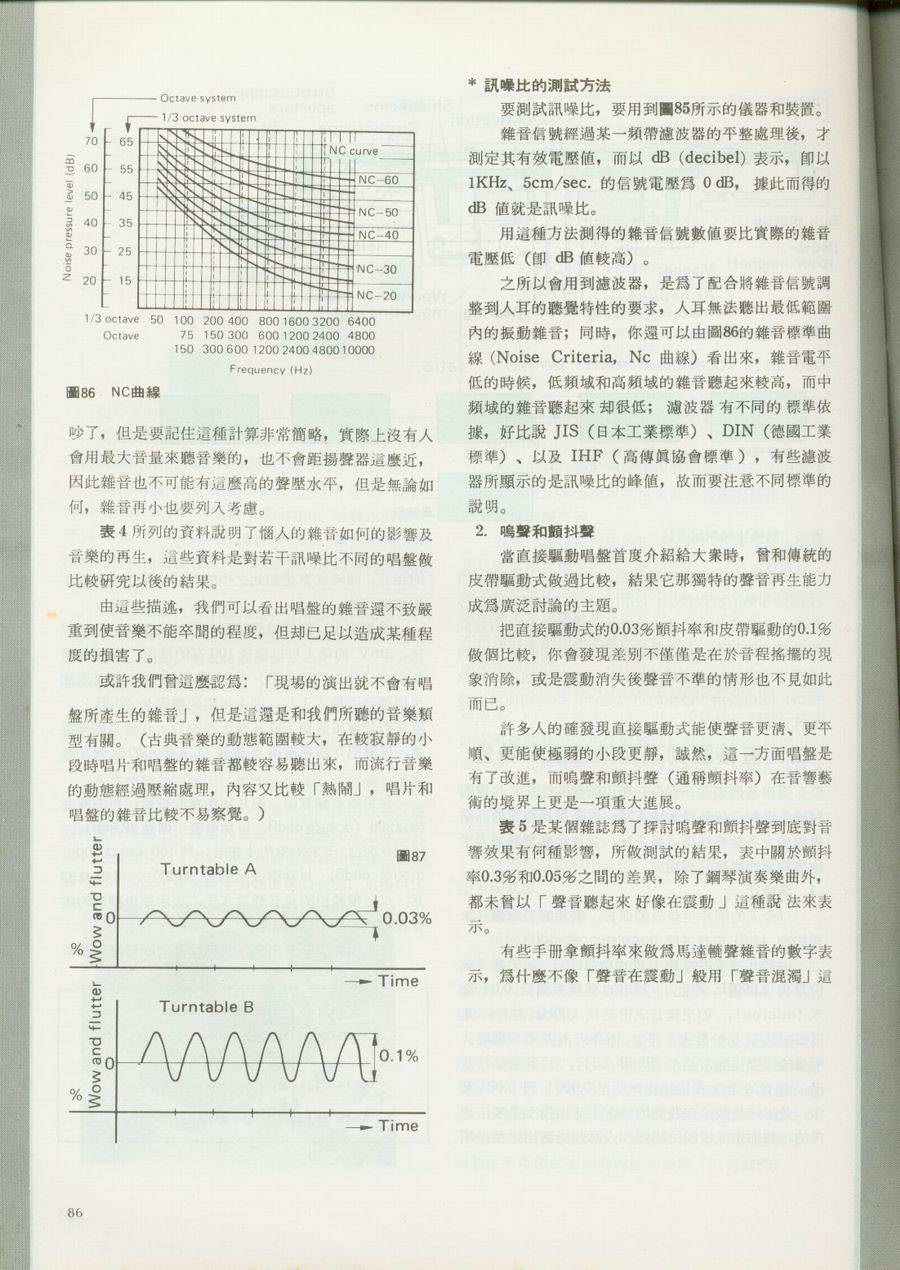 Octave system
1/3 octave system
Noise pressure level (dB)
70 65
60 55
50 45
40 35
30 25
20 15
NC curve
NC-60
NC-50
NC-40
NC-30
NC-20
1/3 octave 50 100 200 400 800 1600 3200 6400
Octave 75 150 300 600 1200 2400 4800
150 300 600 1200 2400 4800 10000
Frequency (Hz)
圖86 NC曲線
吵了，但是要記住這種計算非常簡略，實際上沒有人
會用最大音量來聽音樂的，也不會距揚聲器這麼近，
因此雜音也不可能有這麼高的聲壓水平，但是無論如
何，雜音再小也要列入考慮。
表4所列的資料說明了惱人的雜音如何的影響及
音樂的再生，這些資料是對若干訊噪比不同的唱盤做
比較研究以後的結果。
由這些描述，我們可以看出唱盤的雜音還不致嚴
重到使音樂不能卒聞的程度，但却已足以造成某種程
度的損害了。
或許我們曾這麼認爲：「現場的演出就不會有唱
盤所產生的雜音」，但是這還是和我們所聽的音樂類
型有關。（古典音樂的動態範圍較大，在較寂靜的小
段時唱片和唱盤的雜音都較容易聽出來，而流行音樂
的動態經過壓縮處理，內容又比較「熱鬧」，唱片和
唱盤的雜音比較不易察覺。）
圖87
Turntable A
% Wow and flutter
0
0.03%
Time
Turntable B
% Wow and flutter
0
0.1%
Time
* 訊噪比的測試方法
要測試訊噪比，要用到圖85所示的儀器和裝置。
雜音信號經過某一頻帶濾波器的平整處理後，才
測定其有效電壓値，而以 dB (decibel) 表示，即以
1KHz、5cm/sec. 的信號電壓爲 0 dB， 據此而得的
dB 値就是訊噪比。
用這種方法測得的雜音信號數值要比實際的雜音
電壓低（即 dB 値較高）。
之所以會用到濾波器，是爲了配合將雜音信號調
整到人耳的聽覺特性的要求，人耳無法聽出最低範圍
內的振動雜音；同時，你還可以由圖86的雜音標準曲
線 (Noise Criteria, Nc 曲線) 看出來，雜音電平
低的時候，低頻域和高頻域的雜音聽起來較高，而中
頻域的雜音聽起來 却很低； 濾波器 有不同的 標準依
據，好比說 JIS（日本工業標準）、DIN（德國工業
標準）、以及 IHF（高傳眞協會標準），有些濾波
器所顯示的是訊噪比的峰値，故而要注意不同標準的
說明。
2. 嗚聲和顫抖聲
當直接驅動唱盤首度介紹給大衆時，曾和傳統的
皮帶驅動式做過比較，結果它那獨特的聲音再生能力
成爲廣泛討論的主題。
把直接驅動式的0.03%顫抖率和皮帶驅動的0.1%
做個比較，你會發現差別不僅僅是在於音程搖擺的現
象消除，或是震動消失後聲音不準的情形也不見如此
而已。
許多人的確發現直接驅動式能使聲音更淸、更平
順、更能使極弱的小段更靜，誠然，這一方面唱盤是
有了改進，而嗚聲和顫抖聲（通稱顫抖率）在音響藝
術的境界上更是一項重大進展。
表5是某個雜誌爲了探討嗚聲和顫抖聲到底對音
響效果有何種影響，所做測試的結果，表中關於顫抖
率0.3%和0.05%之間的差異，除了鋼琴演奏樂曲外，
都未曾以「 聲音聽起來 好像在震動 」這種說 法來表
示。
有些手冊拿顫抖率來做爲馬達轆聲雜音的數字表
示，爲什麼不像「聲音在震動」般用「聲音混濁」這
86